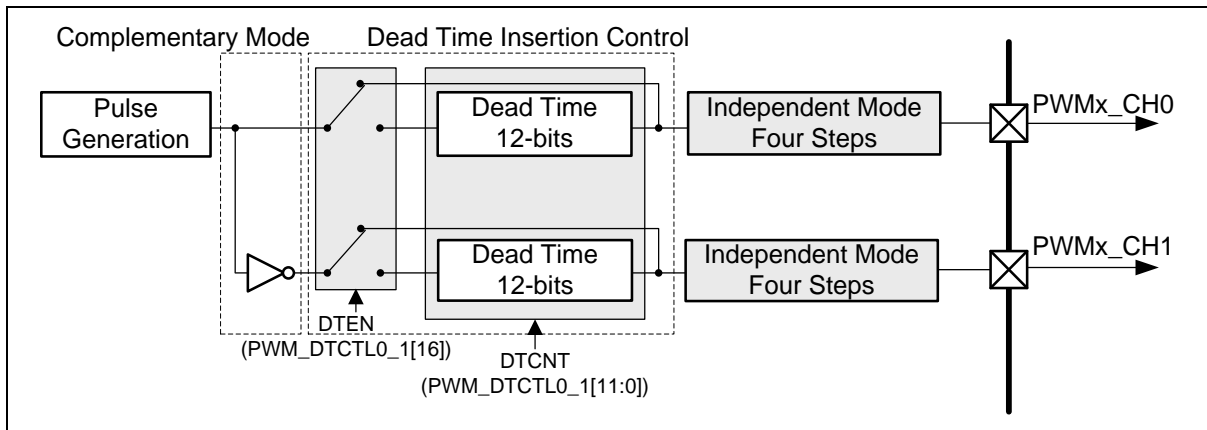 Complementary Mode
Dead Time Insertion Control
Pulse
Generation
Dead Time
12-bits
Independent Mode
Four Steps
PWMx_CH0
Dead Time
12-bits
Independent Mode
Four Steps
PWMx_CH1
DTEN
(PWM_DTCTL0_1[16])
DTCNT
(PWM_DTCTL0_1[11:0])